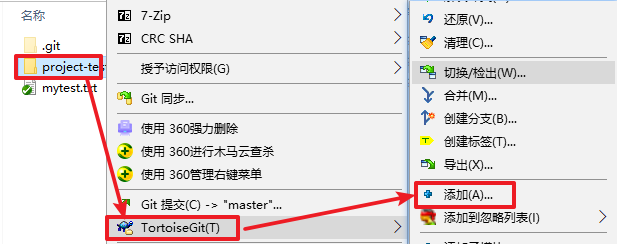 名称
.git
project-tes
mytest.txt
7-Zip
CRC SHA
授予访问权限(G)
Git 同步...
使用 360强力删除
使用 360进行木马云查杀
使用 360管理右键菜单
Git 提交(C) -> "master"...
TortoiseGit(T)
还原(V)...
清理(C)...
切换/检出(W)...
合并(M)...
创建分支(B)...
创建标签(T)...
导出(X)...
添加(A)...
添加到忽略列表(I)